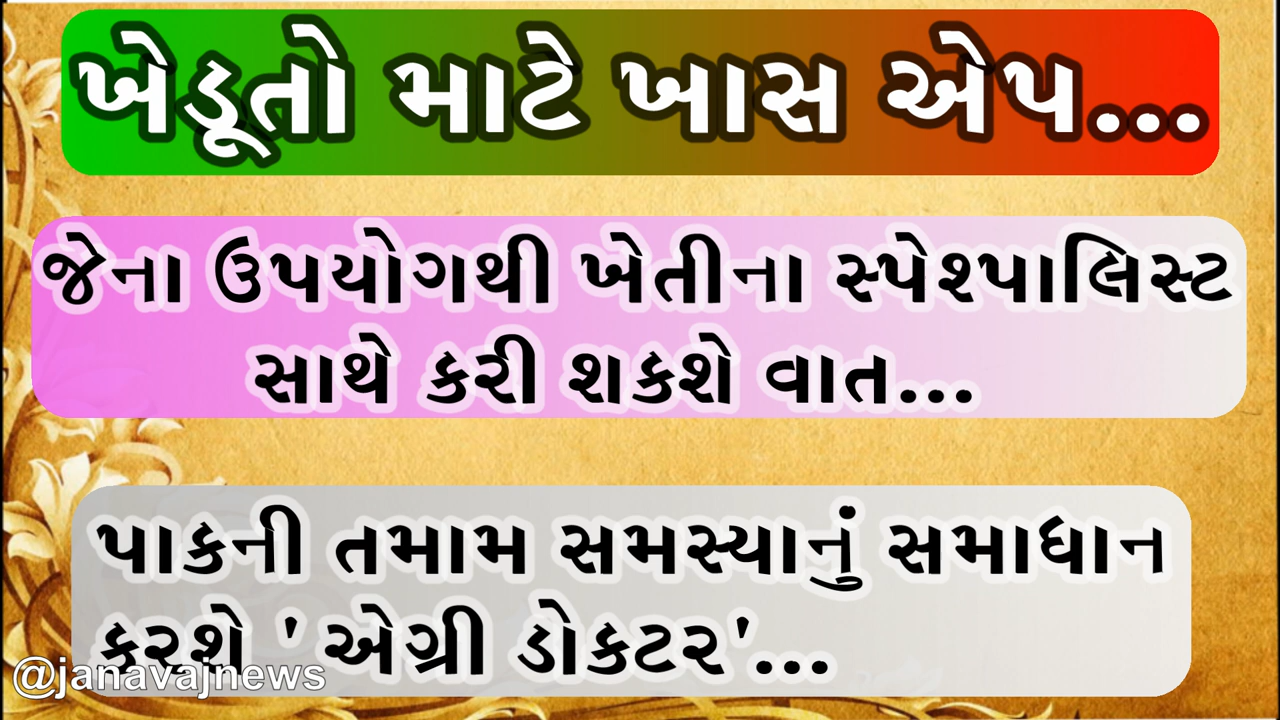 ખેડૂતો માટે ખાસ એપ...
જેના ઉપયોગથી ખેતીના સ્પેશ્પાલિસ્ટ
સાથે કરી શકશે વાત...
પાકની તમામ સમસ્યાનું સમાધાન
કરશે 'એગ્રી ડોકટર'...
@janavajnews